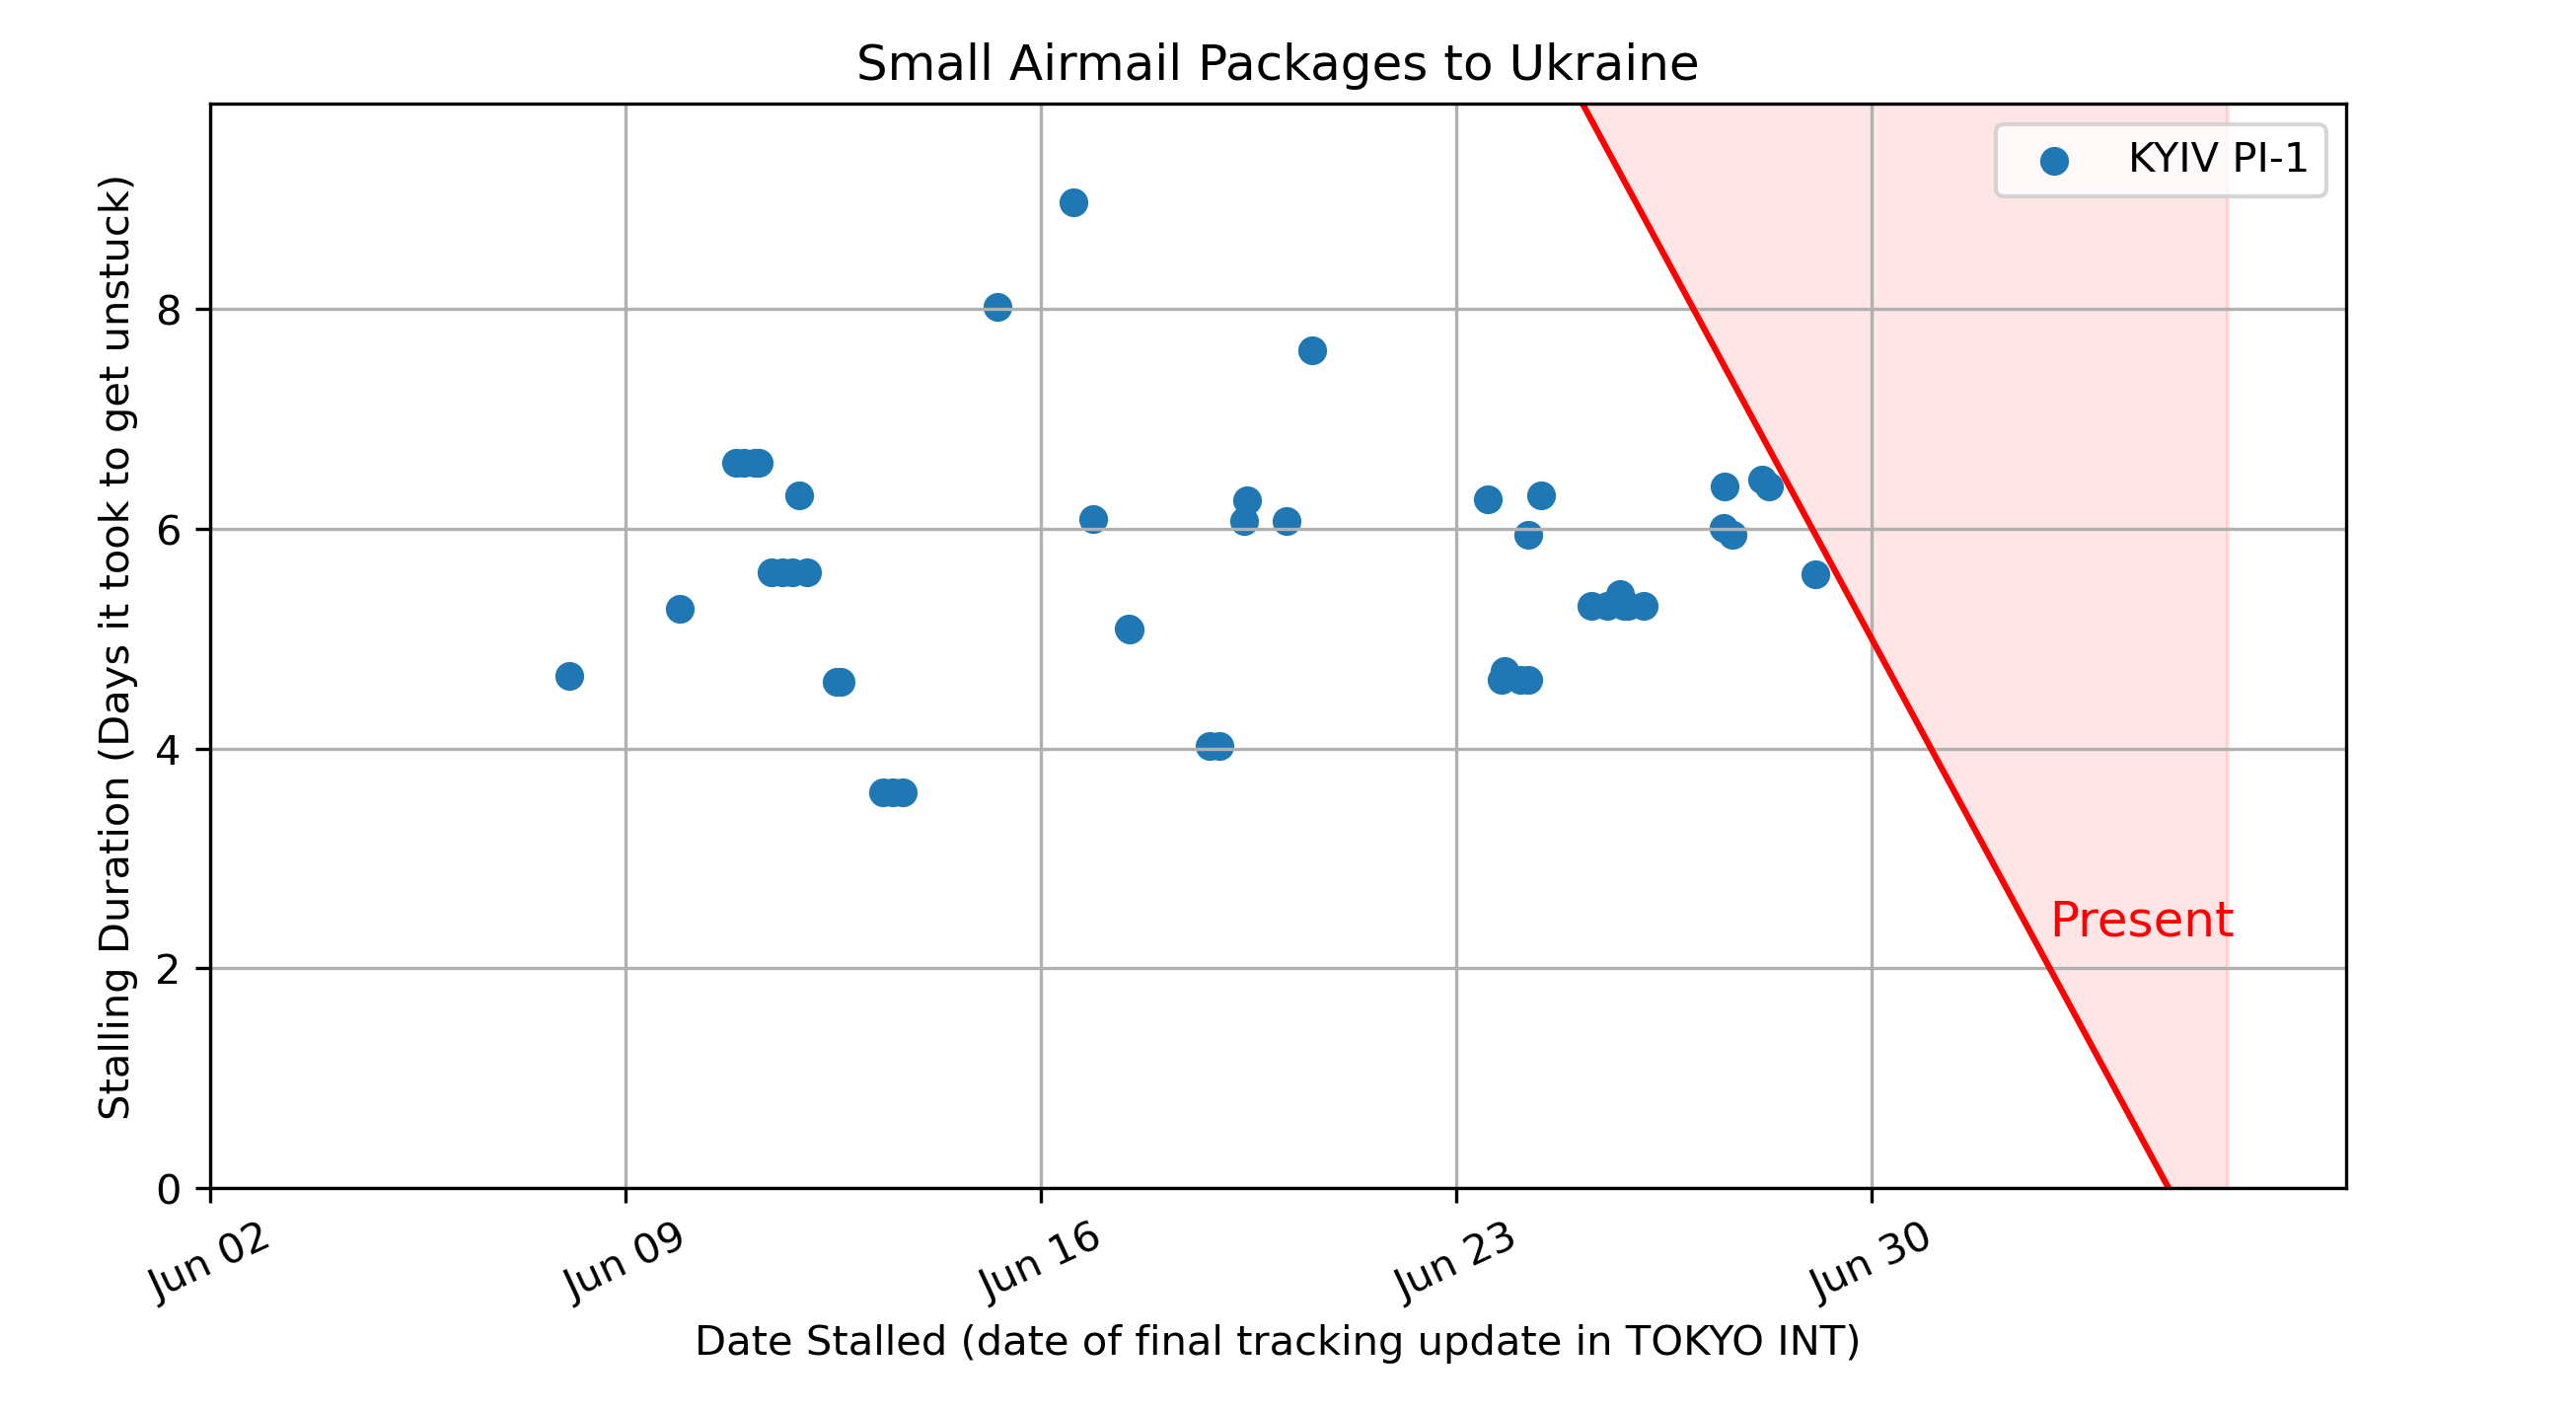 Small Airmail Packages to Ukraine
KYIV PI-1
Stalling Duration (Days it took to get unstuck)
8
6
4
2
0
Present
Jun 02
Jun 09
Jun 16
Jun 23
Jun 30
Date Stalled (date of final tracking update in TOKYO INT)